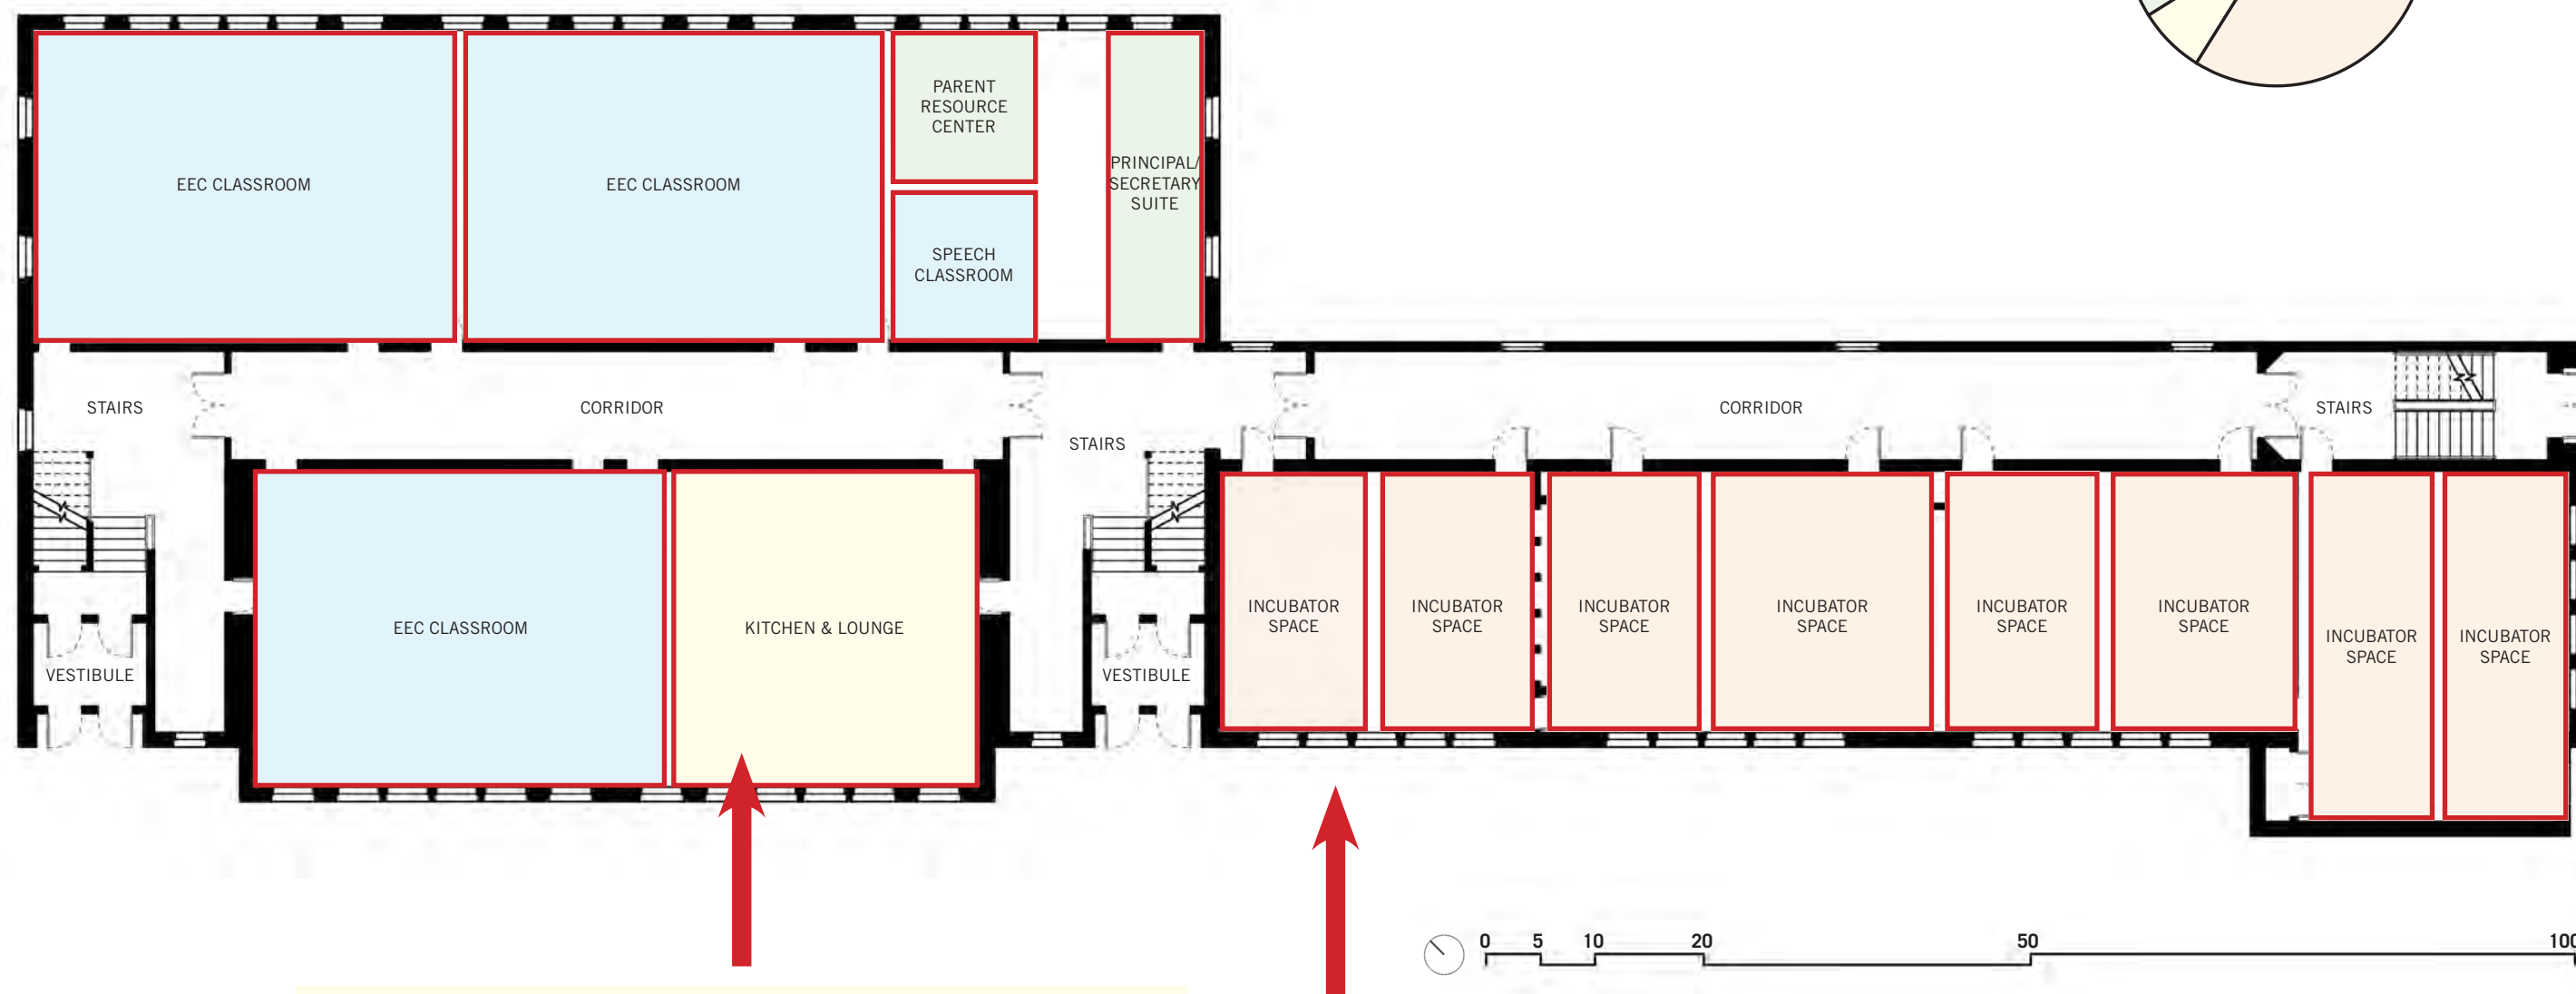 EEC CLASSROOM
EEC CLASSROOM
PARENT
RESOURCE
CENTER
SPEECH
CLASSROOM
PRINCIPAL/
SECRETARY
SUITE
STAIRS
CORRIDOR
STAIRS
CORRIDOR
STAIRS
EEC CLASSROOM
KITCHEN & LOUNGE
VESTIBULE
VESTIBULE
INCUBATOR
SPACE
INCUBATOR
SPACE
INCUBATOR
SPACE
INCUBATOR
SPACE
INCUBATOR
SPACE
INCUBATOR
SPACE
INCUBATOR
SPACE
INCUBATOR
SPACE
0 5 10 20 50 100